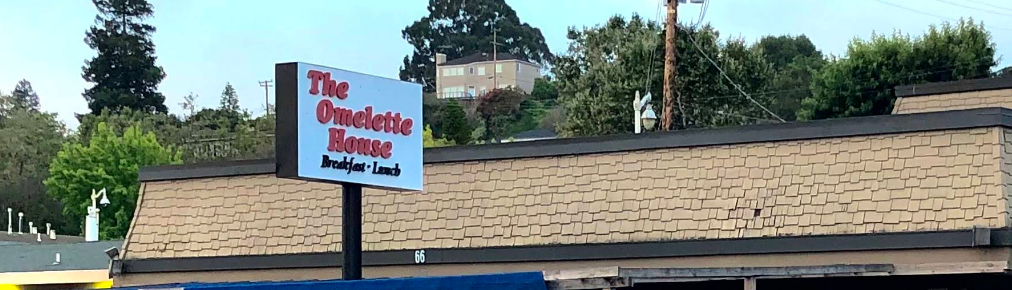 The
Omelette
House
Breakfast · Lunch
66